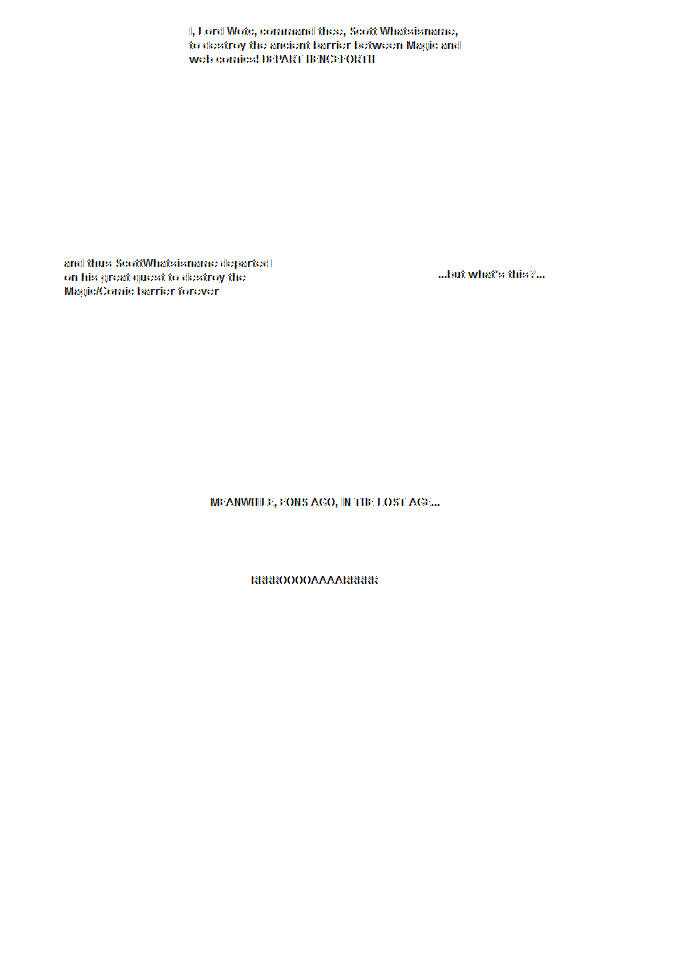 I, Lord Wotc, command thee, Scott Whatsisname,
to destroy the ancient barrier between Magic and
web comics! DEPART HENCEFORTH
and thus ScottWhatsisname departed
on his great quest to destroy the
Magic/Comic barrier forever
...but what's this?...
MEANWHILE, EONS AGO, IN THE LOST AGE...
RRRROOOOAAAARRRRR